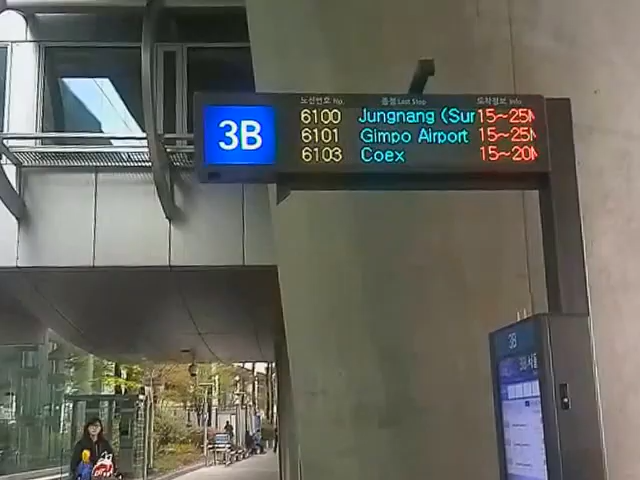 노선번호 No. 종점 Last Stop 도착정보 Info.
3B
6100 Jungnang (Sur 15~25M
6101 Gimpo Airport 15~25M
6103 Coex 15~20M
3B
3B